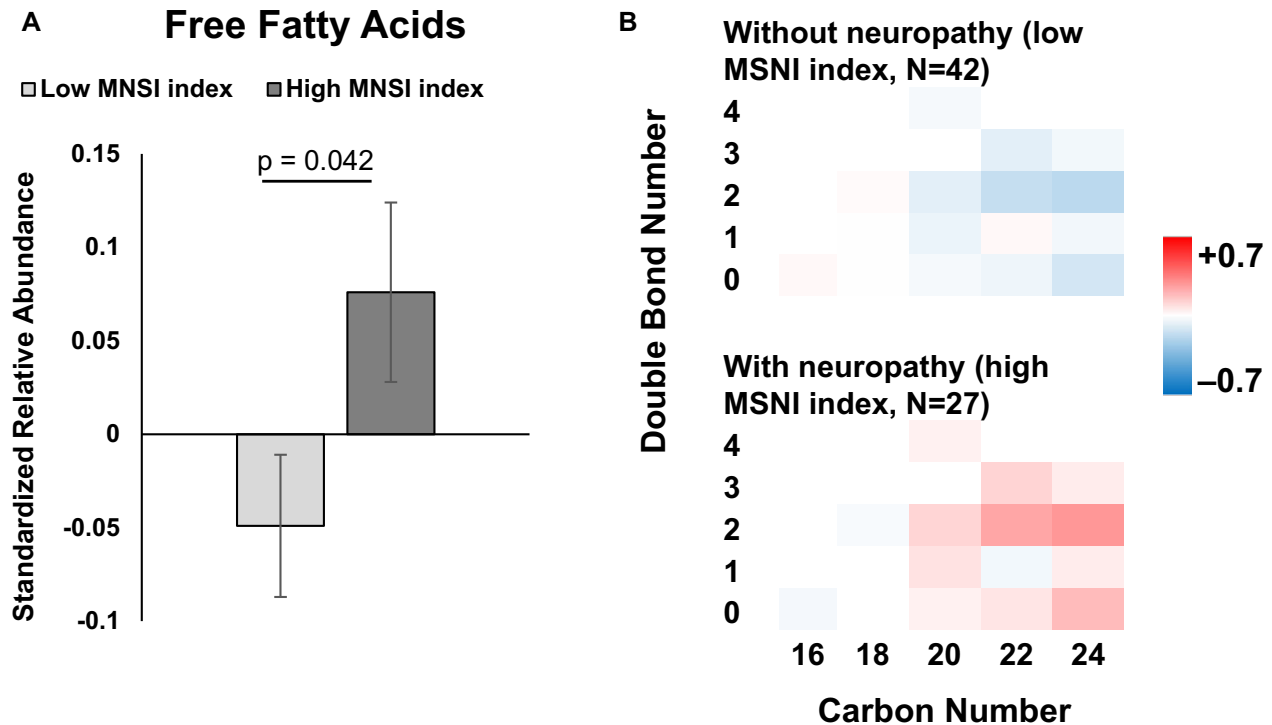 A
Free Fatty Acids
Low MNSI index
High MNSI index
p = 0.042
0.15
0.1
0.05
0
-0.05
-0.1
Standardized Relative Abundance
B
Without neuropathy (low
MSNI index, N=42)
4
3
2
1
0
Double Bond Number
+0.7
–0.7
With neuropathy (high
MSNI index, N=27)
4
3
2
1
0
16 18 20 22 24
Carbon Number